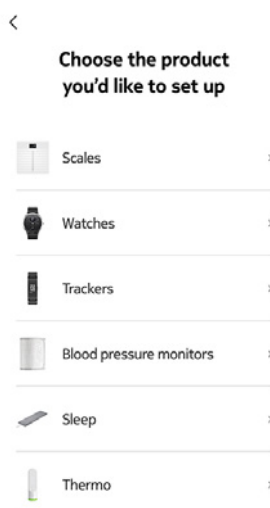 Choose the product
you'd like to set up
Scales
Watches
Trackers
Blood pressure monitors
Sleep
Thermo